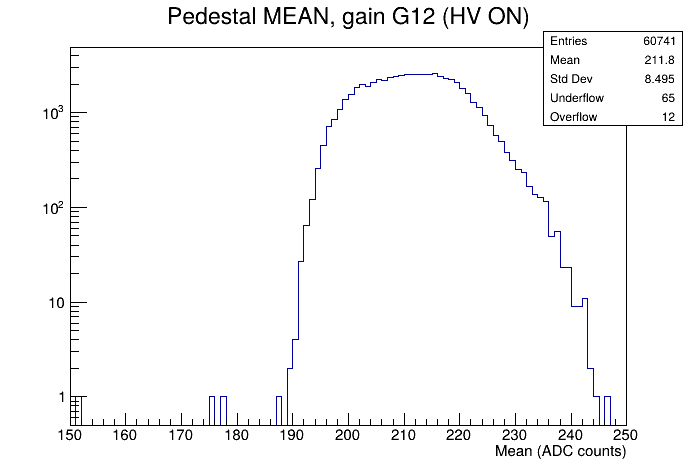 Pedestal MEAN, gain G12 (HV ON)
Entries 60741
Mean 211.8
Std Dev 8.495
Underflow 65
Overflow 12
10³
10²
10
1
150 160 170 180 190 200 210 220 230 240 250
Mean (ADC counts)